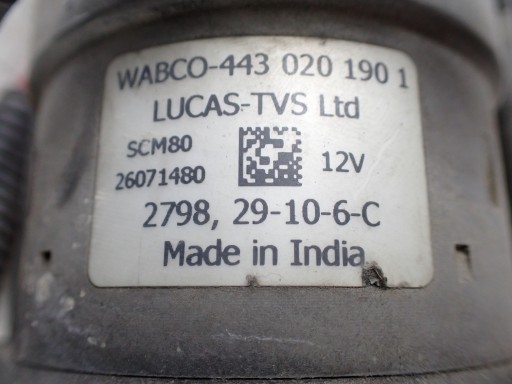 WABCO-443 020 190 1
LUCAS-TVS Ltd
SCM80
26071480
12V
2798, 29-10-6-C
Made in India